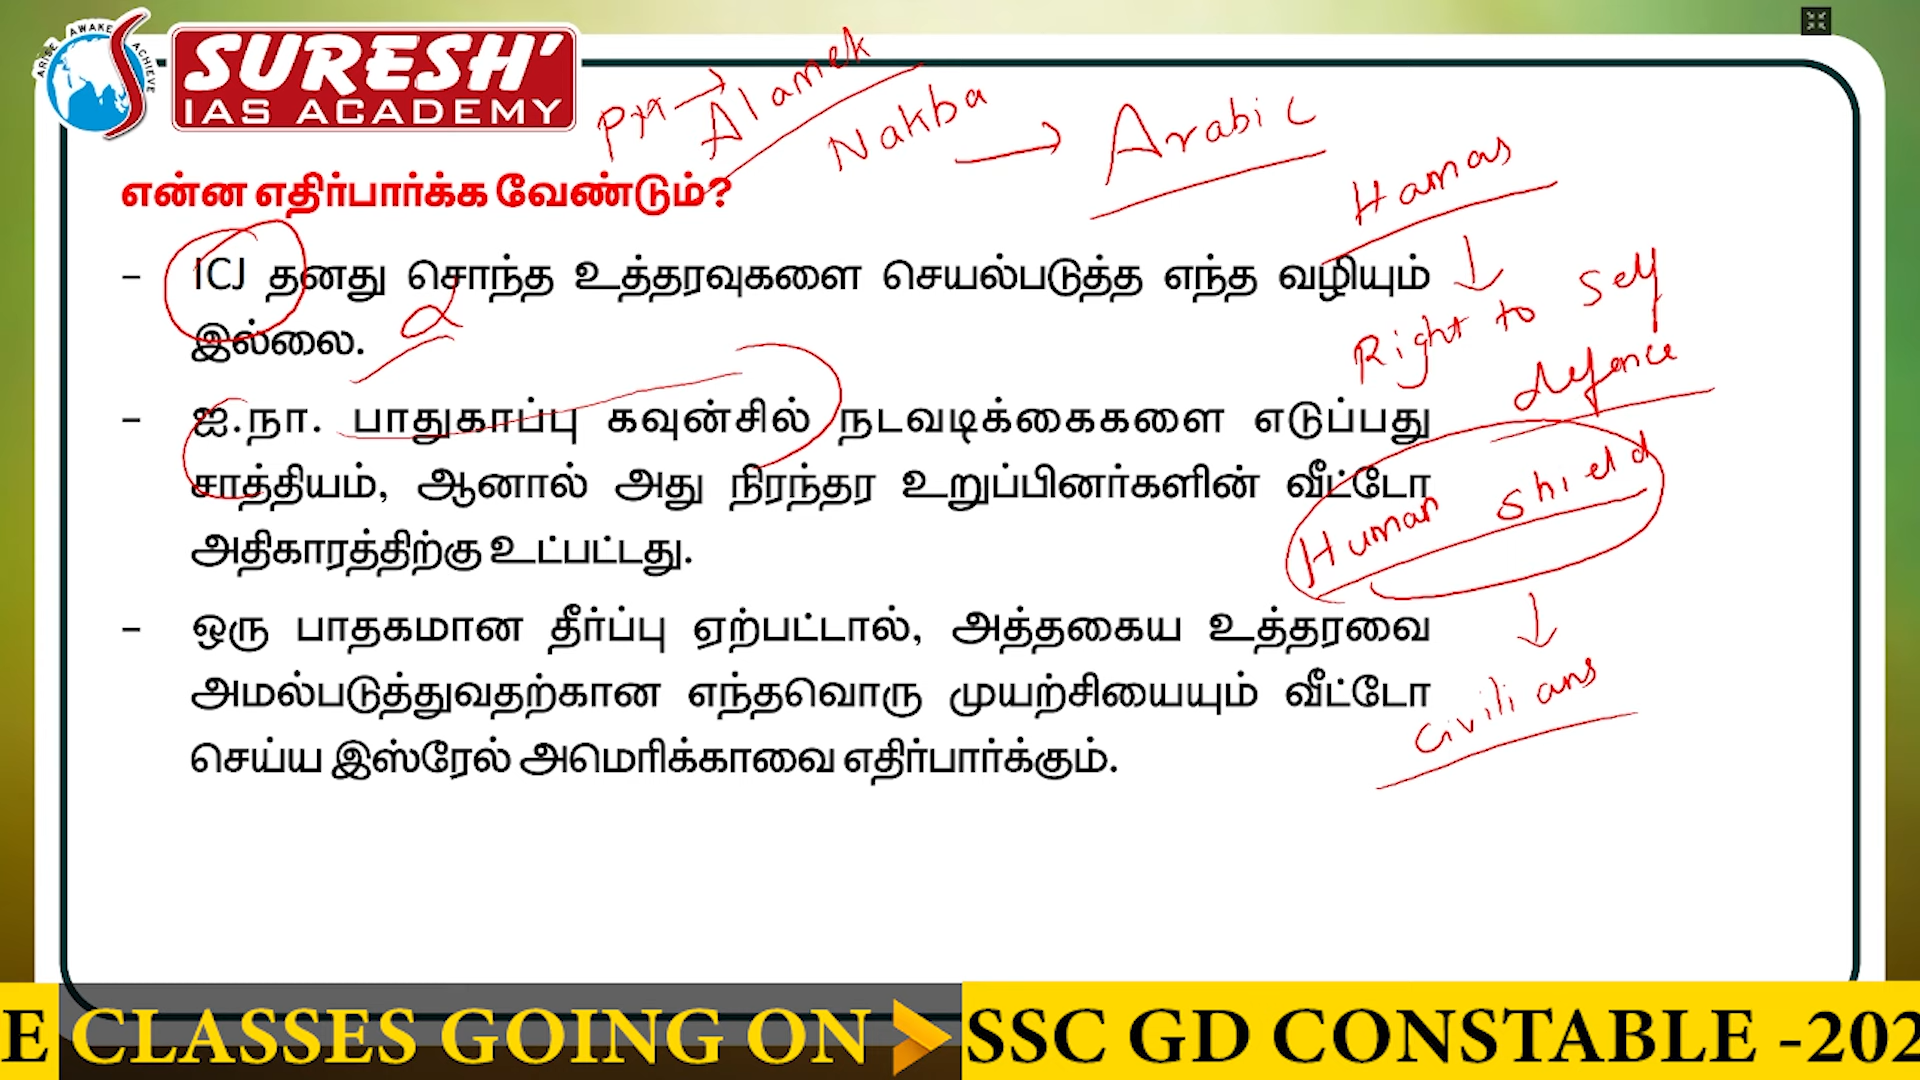 ARISE AWAKE ACHIEVE
SURESH'
IAS ACADEMY
Alamek
Nakba → Arabic
Hamas
Right to Self
defence
Human Shield
Civilians
என்ன எதிர்பார்க்க வேண்டும்?
– ICJ தனது சொந்த உத்தரவுகளை செயல்படுத்த எந்த வழியும்
இல்லை.
– ஐ.நா. பாதுகாப்பு கவுன்சில் நடவடிக்கைகளை எடுப்பது
சாத்தியம், ஆனால் அது நிரந்தர உறுப்பினர்களின் வீட்டோ
அதிகாரத்திற்கு உட்பட்டது.
– ஒரு பாதகமான தீர்ப்பு ஏற்பட்டால், அத்தகைய உத்தரவை
அமல்படுத்துவதற்கான எந்தவொரு முயற்சியையும் வீட்டோ
செய்ய இஸ்ரேல் அமெரிக்காவை எதிர்பார்க்கும்.
E CLASSES GOING ON SSC GD CONSTABLE -202